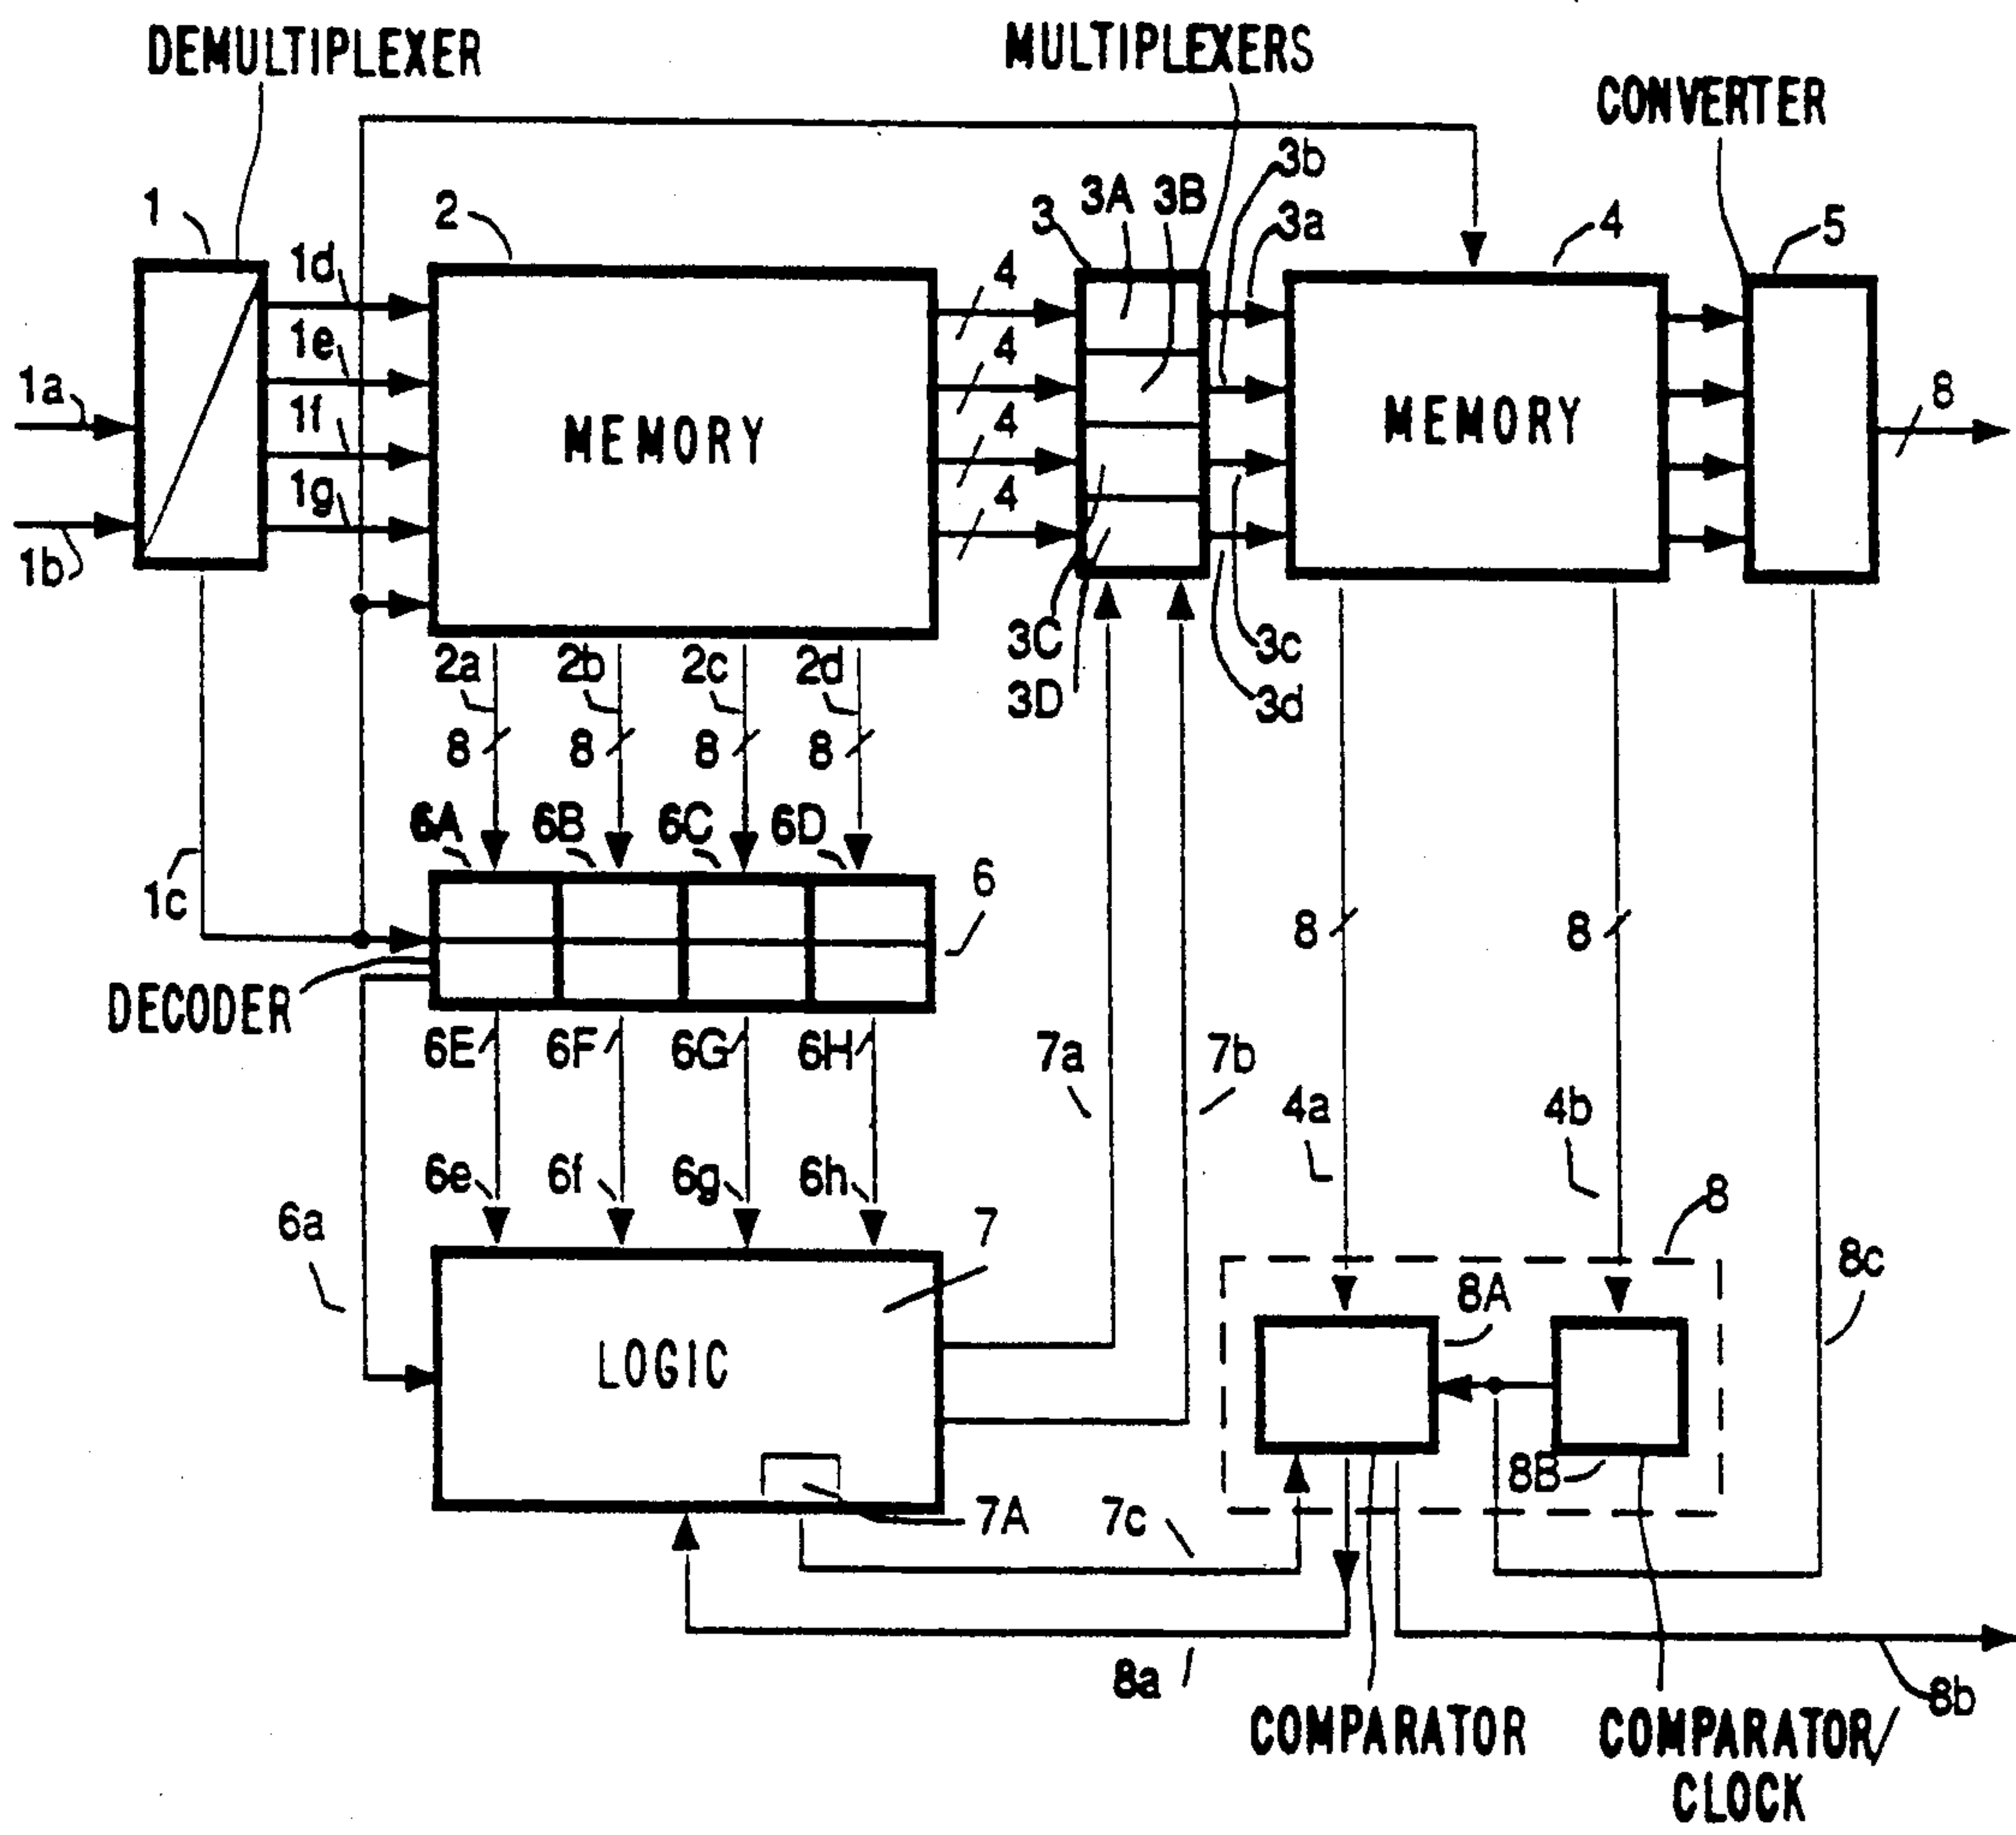 DEMULTIPLEXER
MULTIPLEXERS
CONVERTER
1
2
3
3A
3B
3b
3a
4
5
1d
1e
1f
1g
1a
1b
4
4
4
4
MEMORY
MEMORY
8
3C
3D
3c
3d
2a
2b
2c
2d
8
8
8
8
6A
6B
6C
6D
6
1c
8
8
DECODER
6E
6F
6G
6H
7a
7b
4a
4b
6e
6f
6g
6h
6a
7
8
8c
8A
LOGIC
8B
7A
7c
8a
8b
COMPARATOR
COMPARATOR/
CLOCK